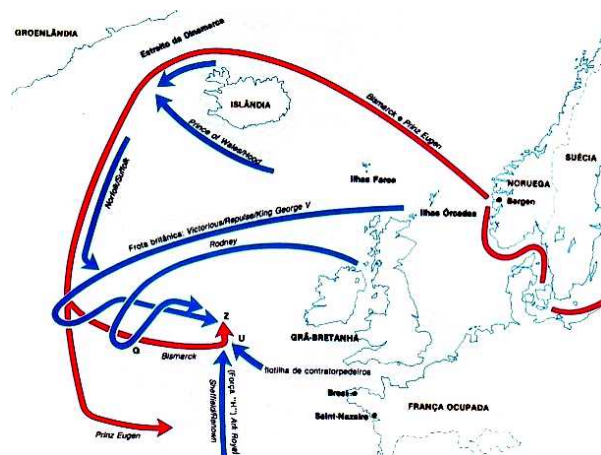 GROENLÂNDIA
Estreito da Dinamarca
ISLÂNDIA
Bismarck e Prinz Eugen
Prince of Wales/Hood
SUÉCIA
NORUEGA
Ilhas Faroe
Bergen
Norfolk/Suffolk
Ilhas Órcades
Frota britânica: Victorious/Repulse/King George V
Rodney
Z
U
Q
Bismarck
GRÃ-BRETANHA
flotilha de contratorpedeiros
(Força "H") Ark Royal
Sheffield/Renown
Brest
Saint-Nazaire
FRANÇA OCUPADA
Prinz Eugen